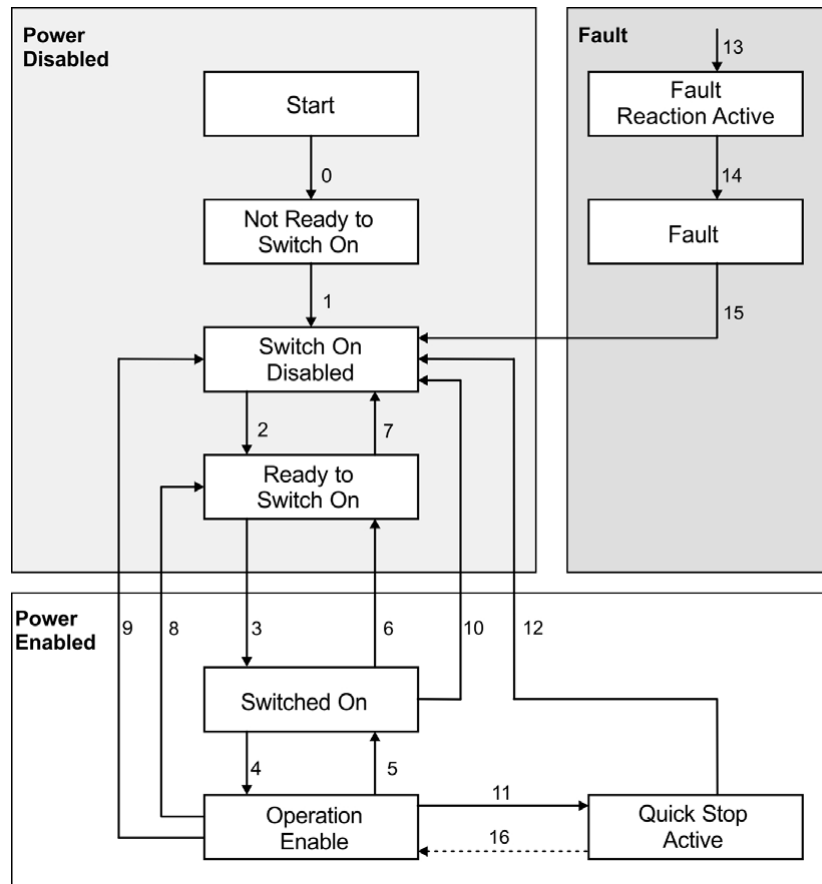 Power
Disabled
Start
0
Not Ready to
Switch On
1
Switch On
Disabled
2
7
Ready to
Switch On
Fault
13
Fault
Reaction Active
14
Fault
15
Power
Enabled
9
8
3
6
10
12
Switched On
4
5
Operation
Enable
11
16
Quick Stop
Active